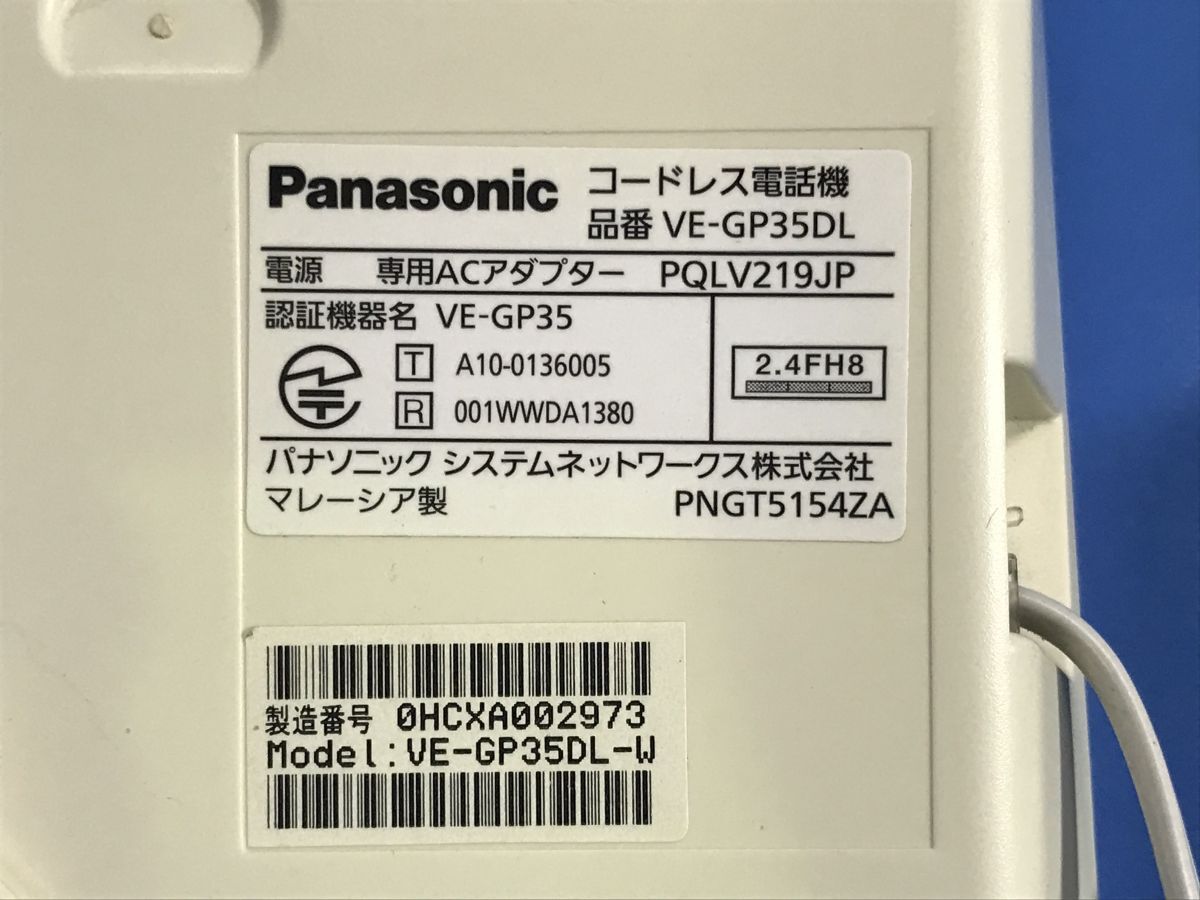 Panasonic コードレス電話機
品番 VE-GP35DL
電源 専用ACアダプター PQLV219JP
認証機器名 VE-GP35
T A10-0136005
R 001WWDA1380
2.4FH8
パナソニック システムネットワークス株式会社
マレーシア製 PNGT5154ZA
製造番号 0HCXA002973
Model:VE-GP35DL-W